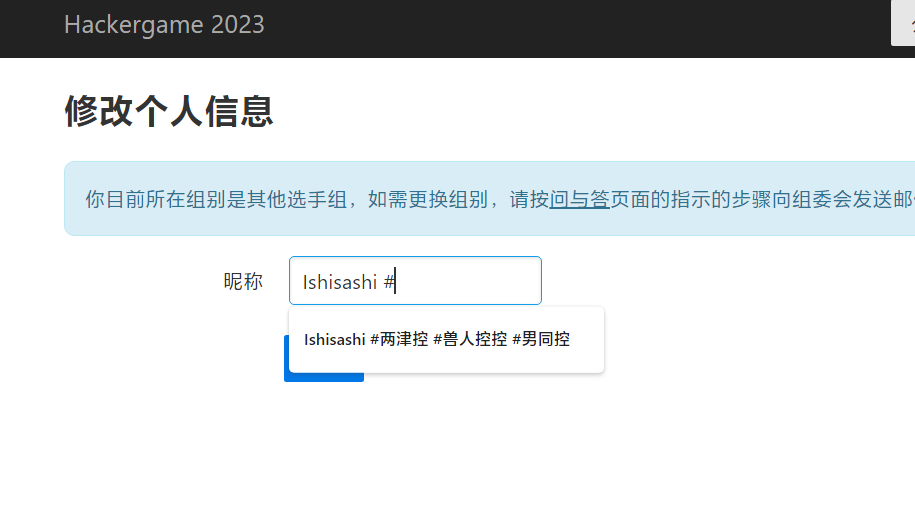 Hackergame 2023
修改个人信息
你目前所在组别是其他选手组，如需更换组别，请按问与答页面的指示的步骤向组委会发送邮
昵称
Ishisashi #
Ishisashi #两津控 #兽人控控 #男同控